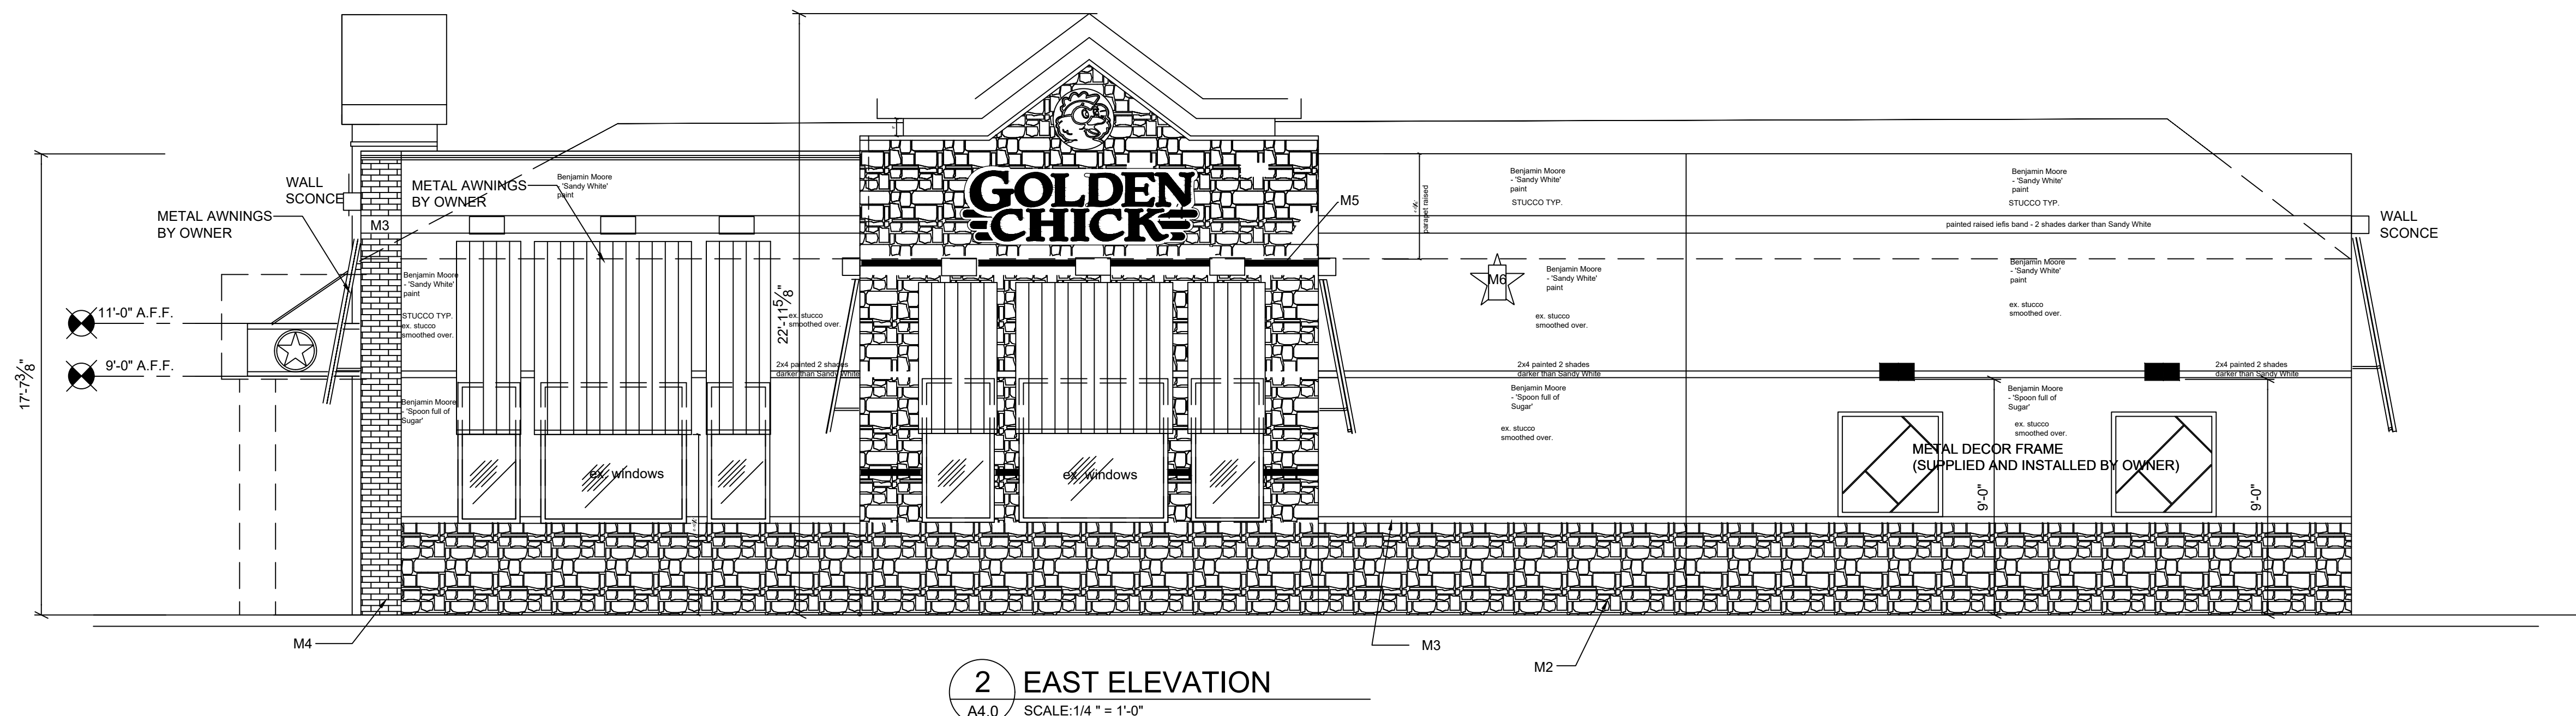 WALL
SCONCE
METAL AWNINGS
BY OWNER
METAL AWNINGS
BY OWNER
Benjamin Moore
- 'Sandy White'
paint
M3
GOLDEN
CHICK
M5
parapet raised
Benjamin Moore
- 'Sandy White'
paint
STUCCO TYP.
Benjamin Moore
- 'Sandy White'
paint
STUCCO TYP.
painted raised iefis band - 2 shades darker than Sandy White
WALL
SCONCE
11'-0" A.F.F.
9'-0" A.F.F.
17'-7 3/8"
22'-11 5/8"
Benjamin Moore
- 'Sandy White'
paint
STUCCO TYP.
ex. stucco
smoothed over.
Benjamin Moore
- 'Spoon full of
Sugar'
ex. stucco
smoothed over.
2x4 painted 2 shades
darker than Sandy White
ex. windows
ex. windows
M6
Benjamin Moore
- 'Sandy White'
paint
ex. stucco
smoothed over.
2x4 painted 2 shades
darker than Sandy White
Benjamin Moore
- 'Spoon full of
Sugar'
ex. stucco
smoothed over.
Benjamin Moore
- 'Sandy White'
paint
ex. stucco
smoothed over.
2x4 painted 2 shades
darker than Sandy White
Benjamin Moore
- 'Spoon full of
Sugar'
ex. stucco
smoothed over.
METAL DECOR FRAME
(SUPPLIED AND INSTALLED BY OWNER)
9'-0"
9'-0"
M4
M3
M2
2
EAST ELEVATION
A4.0
SCALE:1/4 " = 1'-0"